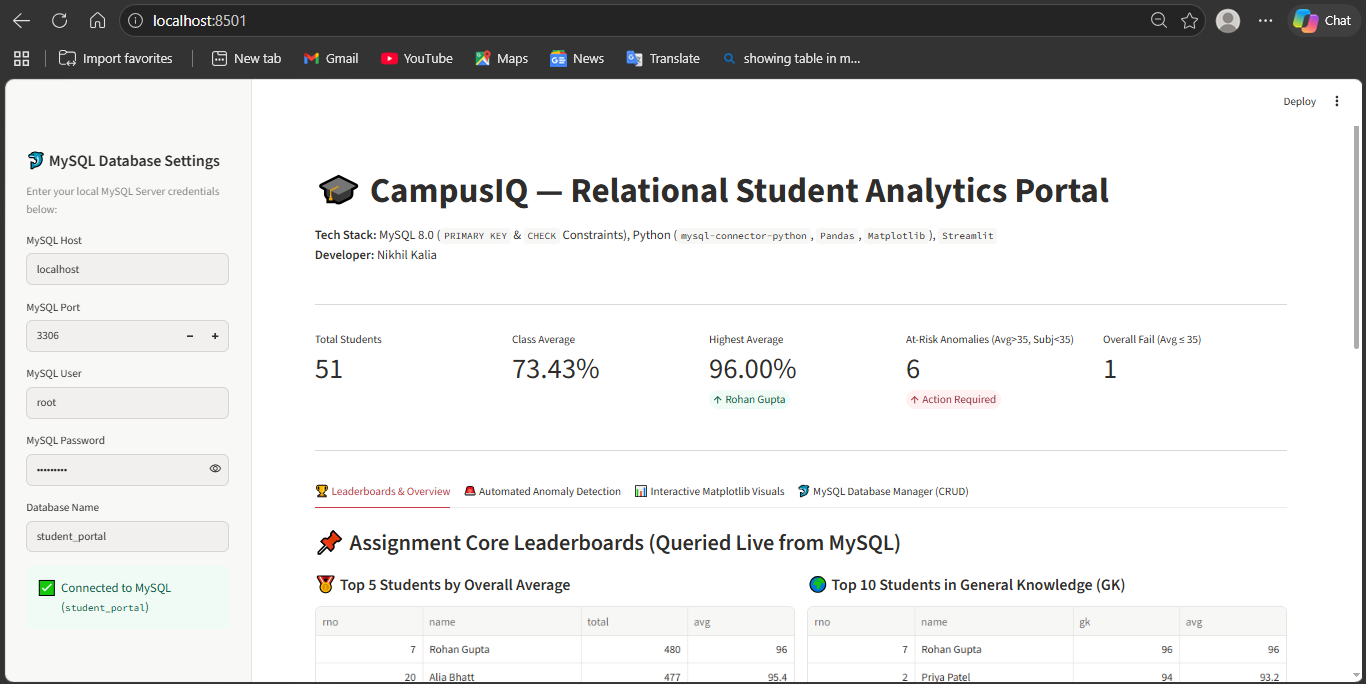 localhost:8501
Chat
Import favorites
New tab
Gmail
YouTube
Maps
News
Translate
showing table in m...
Deploy
MySQL Database Settings
Enter your local MySQL Server credentials
below:
MySQL Host
localhost
MySQL Port
3306
MySQL User
root
MySQL Password
•••••••••
Database Name
student_portal
Connected to MySQL
(student_portal)
CampusIQ — Relational Student Analytics Portal
Tech Stack: MySQL 8.0 ( PRIMARY KEY & CHECK Constraints), Python ( mysql-connector-python , Pandas , Matplotlib ), Streamlit
Developer: Nikhil Kalia
Total Students
51
Class Average
73.43%
Highest Average
96.00%
↑ Rohan Gupta
At-Risk Anomalies (Avg>35, Subj<35)
6
↑ Action Required
Overall Fail (Avg ≤ 35)
1
Leaderboards & Overview
Automated Anomaly Detection
Interactive Matplotlib Visuals
MySQL Database Manager (CRUD)
Assignment Core Leaderboards (Queried Live from MySQL)
Top 5 Students by Overall Average
rno name total avg
7 Rohan Gupta 480 96
20 Alia Bhatt 477 95.4
Top 10 Students in General Knowledge (GK)
rno name gk avg
7 Rohan Gupta 96 96
2 Priya Patel 94 93.2